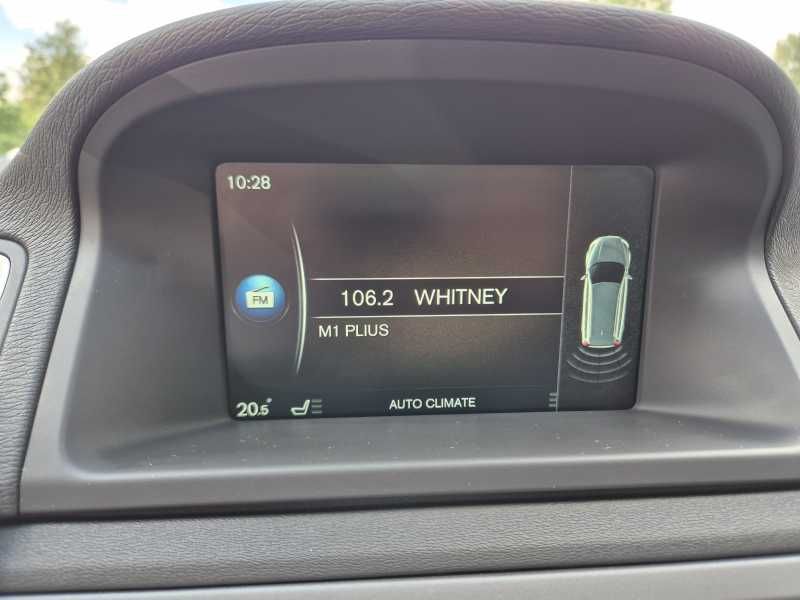 10:28
FM
106.2 WHITNEY
M1 PLIUS
20.5°
AUTO CLIMATE